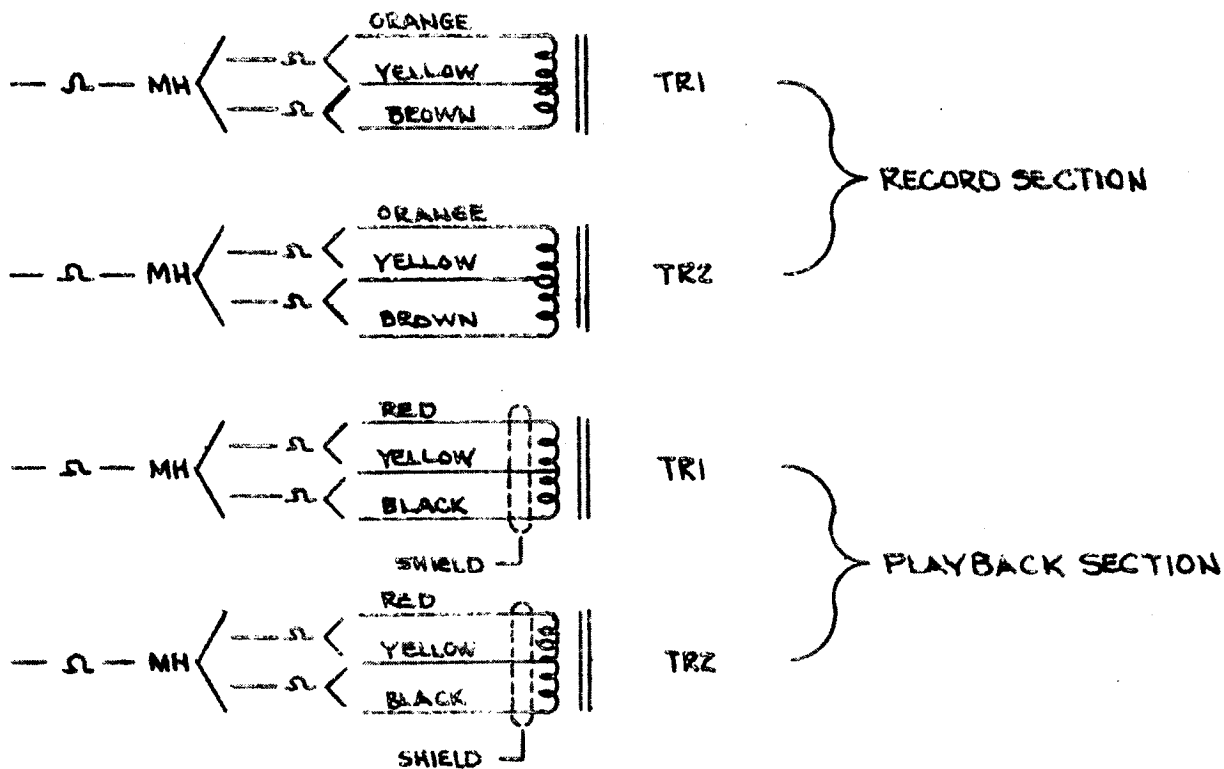 ORANGE
— Ω — MH — Ω YELLOW TR1
— Ω BROWN
RECORD SECTION
ORANGE
— Ω — MH — Ω YELLOW TR2
— Ω BROWN
RED
— Ω — MH — Ω YELLOW TR1
— Ω BLACK
SHIELD
PLAYBACK SECTION
RED
— Ω — MH — Ω YELLOW TR2
— Ω BLACK
SHIELD